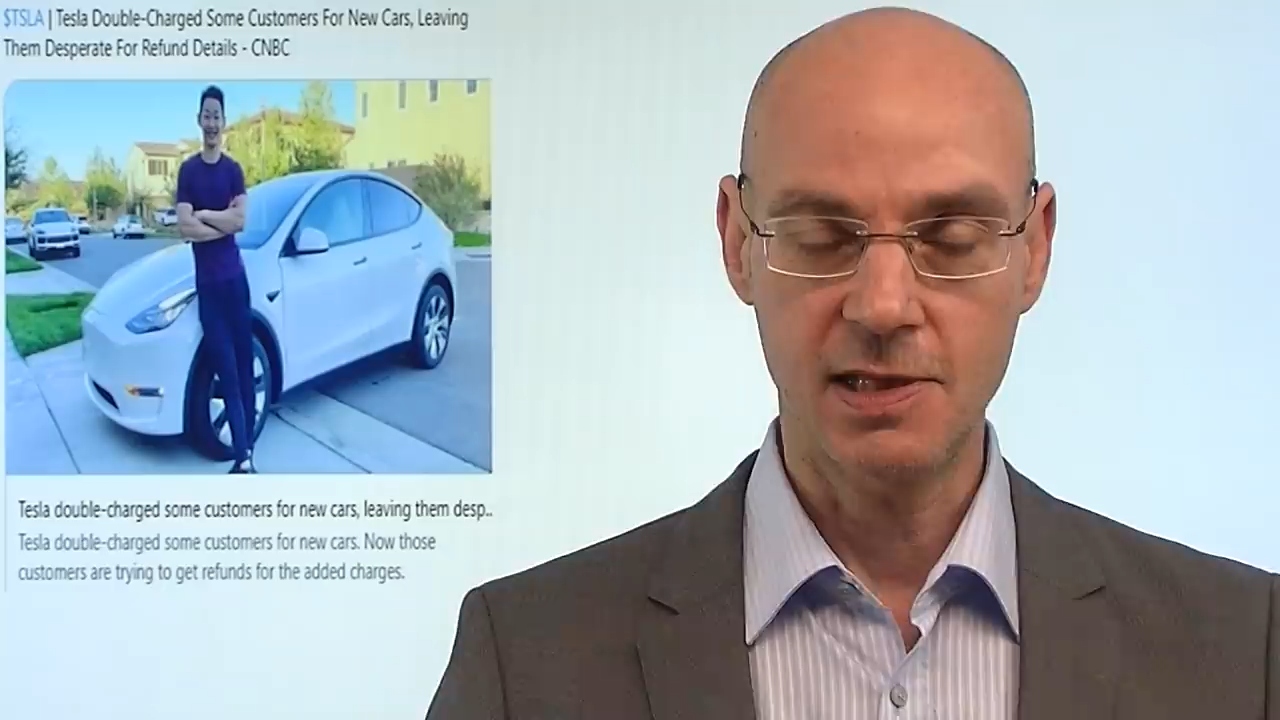 $TSLA | Tesla Double-Charged Some Customers For New Cars, Leaving
Them Desperate For Refund Details - CNBC
Tesla double-charged some customers for new cars, leaving them desp..
Tesla double-charged some customers for new cars. Now those
customers are trying to get refunds for the added charges.